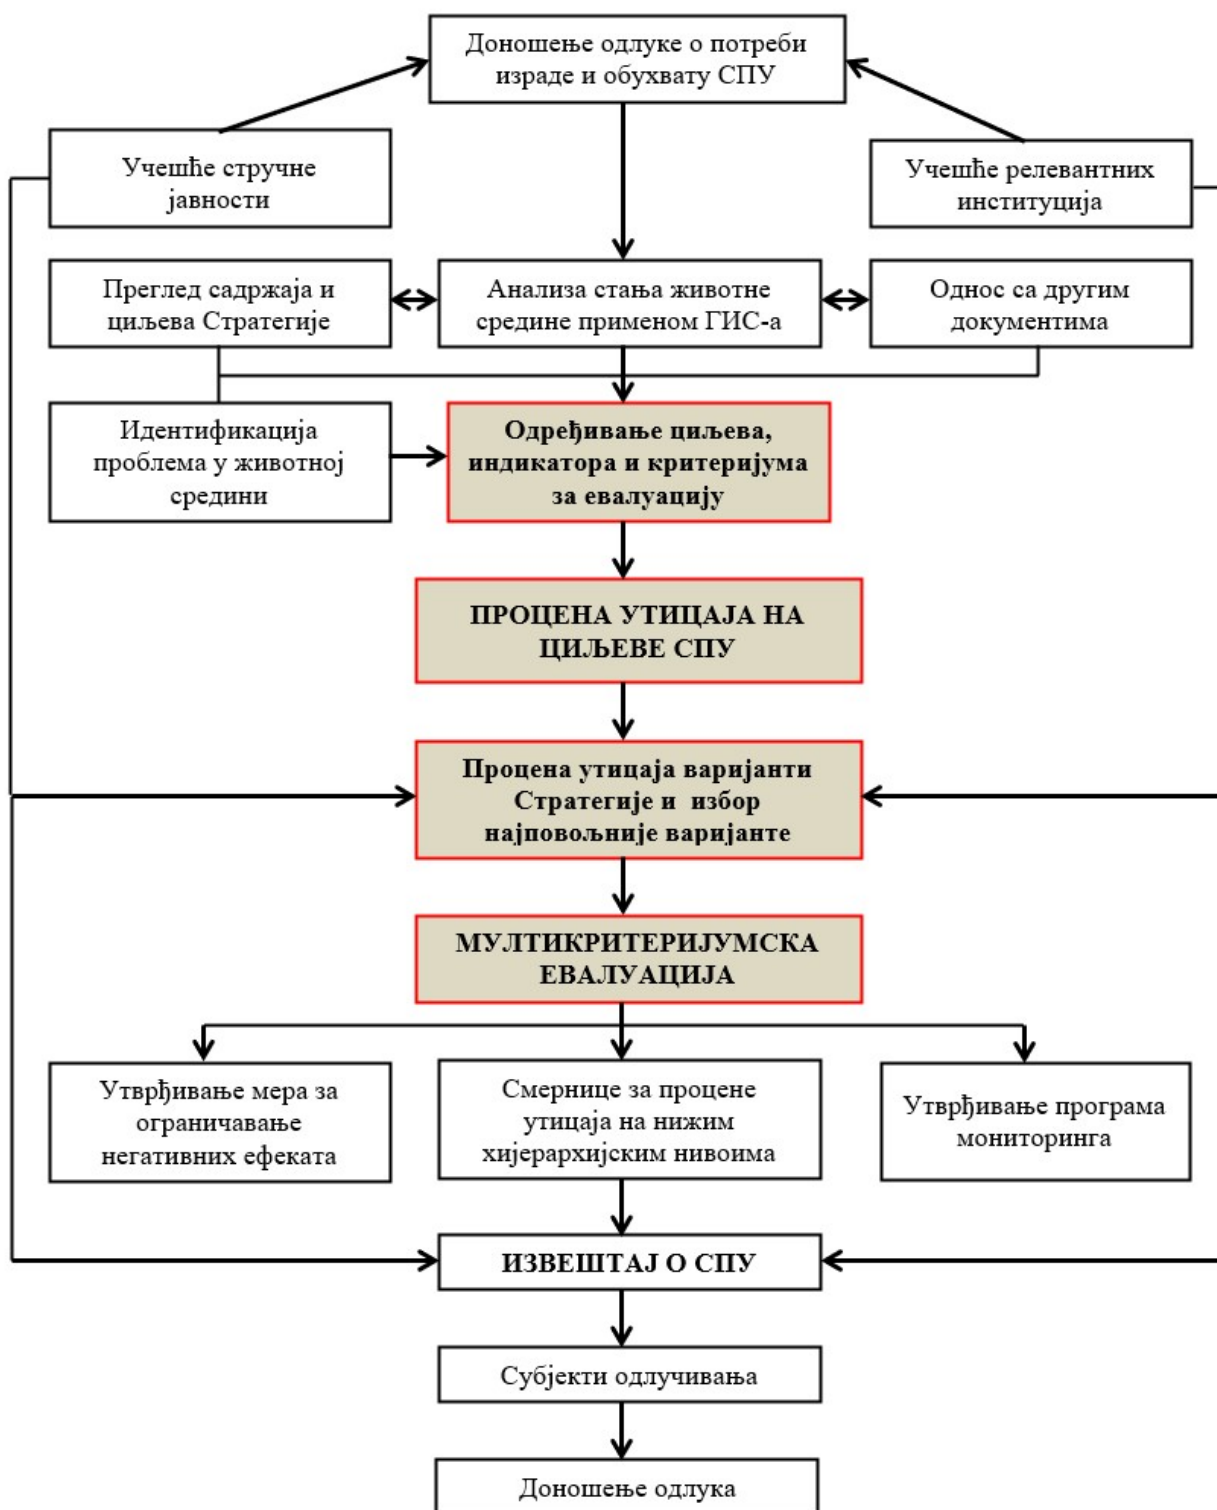 Доношење одлуке о потреби
израде и обухвату СПУ
Учешће стручне
јавности
Учешће релевантних
институција
Преглед садржаја и
циљева Стратегије
Анализа стања животне
средине применом ГИС-а
Однос са другим
документима
Идентификација
проблема у животној
средини
Одређивање циљева,
индикатора и критеријума
за евалуацију
ПРОЦЕНА УТИЦАЈА НА
ЦИЉЕВЕ СПУ
Процена утицаја варијанти
Стратегије и избор
најповољније варијанте
МУЛТИКРИТЕРИЈУМСКА
ЕВАЛУАЦИЈА
Утврђивање мера за
ограничавање
негативних ефеката
Смернице за процене
утицаја на нижим
хијерархијским нивоима
Утврђивање програма
мониторинга
ИЗВЕШТАЈ О СПУ
Субјекти одлучивања
Доношење одлука